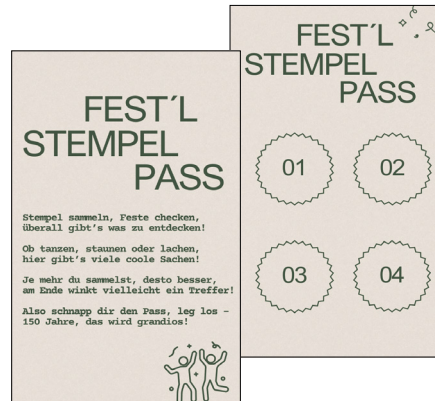 FEST´L
STEMPEL
PASS
Stempel sammeln, Feste checken,
überall gibt's was zu entdecken!
Ob tanzen, staunen oder lachen,
hier gibt's viele coole Sachen!
Je mehr du sammelst, desto besser,
am Ende winkt vielleicht ein Treffer!
Also schnapp dir den Pass, leg los –
150 Jahre, das wird grandios!
FEST´L
STEMPEL
PASS
01
02
03
04